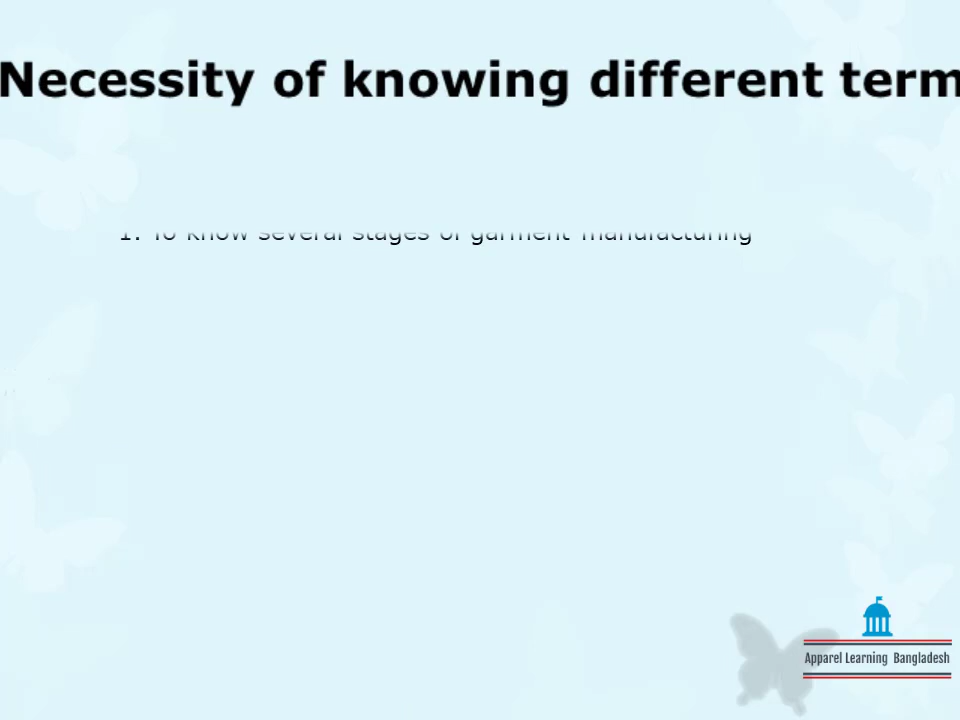 Necessity of knowing different term
1. To know several stages of garment manufacturing
Apparel Learning Bangladesh